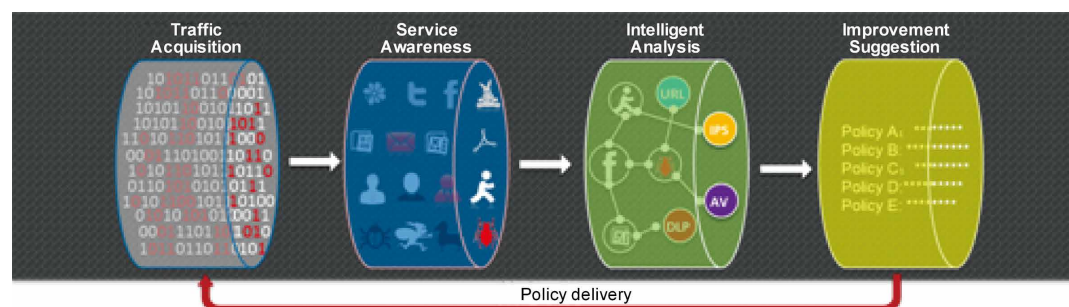 Traffic
Acquisition
Service
Awareness
Intelligent
Analysis
Improvement
Suggestion
URL
IPS
AV
DLP
Policy A:
Policy B:
Policy C:
Policy D:
Policy E:
Policy delivery